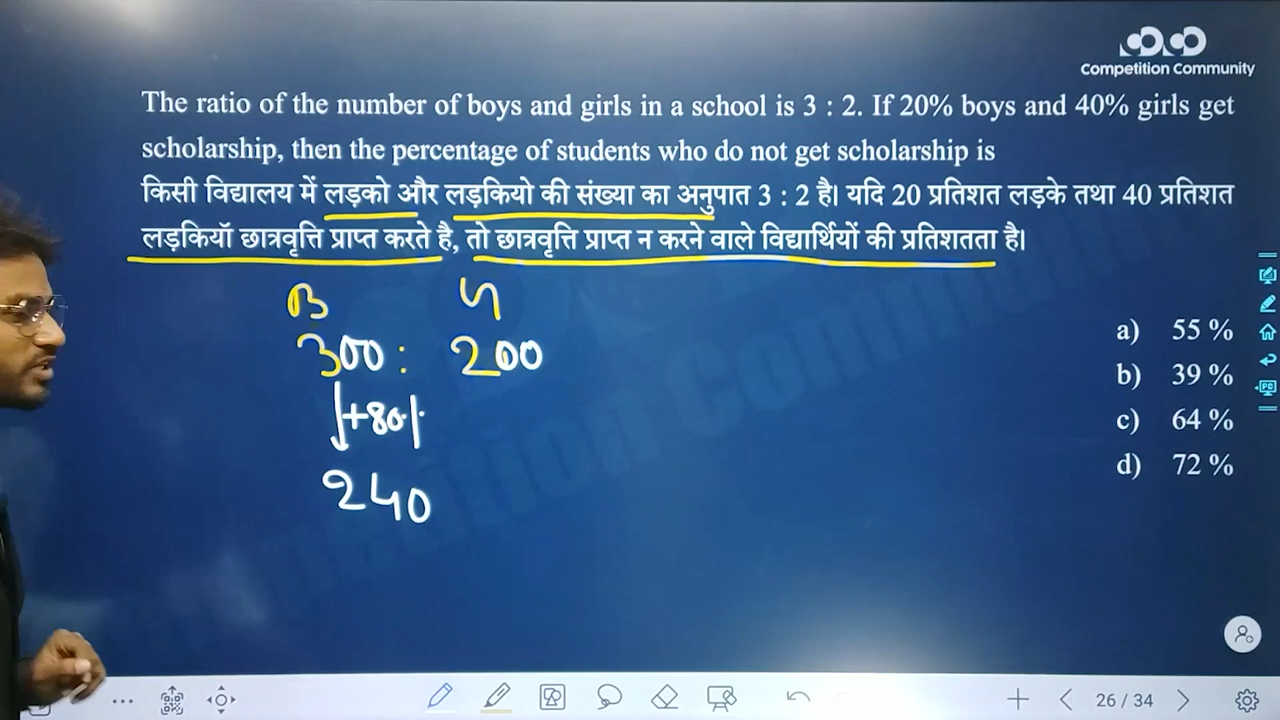 Competition Community
The ratio of the number of boys and girls in a school is 3 : 2. If 20% boys and 40% girls get
scholarship, then the percentage of students who do not get scholarship is
किसी विद्यालय में लड़को और लड़कियो की संख्या का अनुपात 3 : 2 है। यदि 20 प्रतिशत लड़के तथा 40 प्रतिशत
लड़कियॉ छात्रवृत्ति प्राप्त करते है, तो छात्रवृत्ति प्राप्त न करने वाले विद्यार्थियों की प्रतिशतता है।
B G
300 : 200
80%
240
a) 55 %
b) 39 %
c) 64 %
d) 72 %
26 / 34